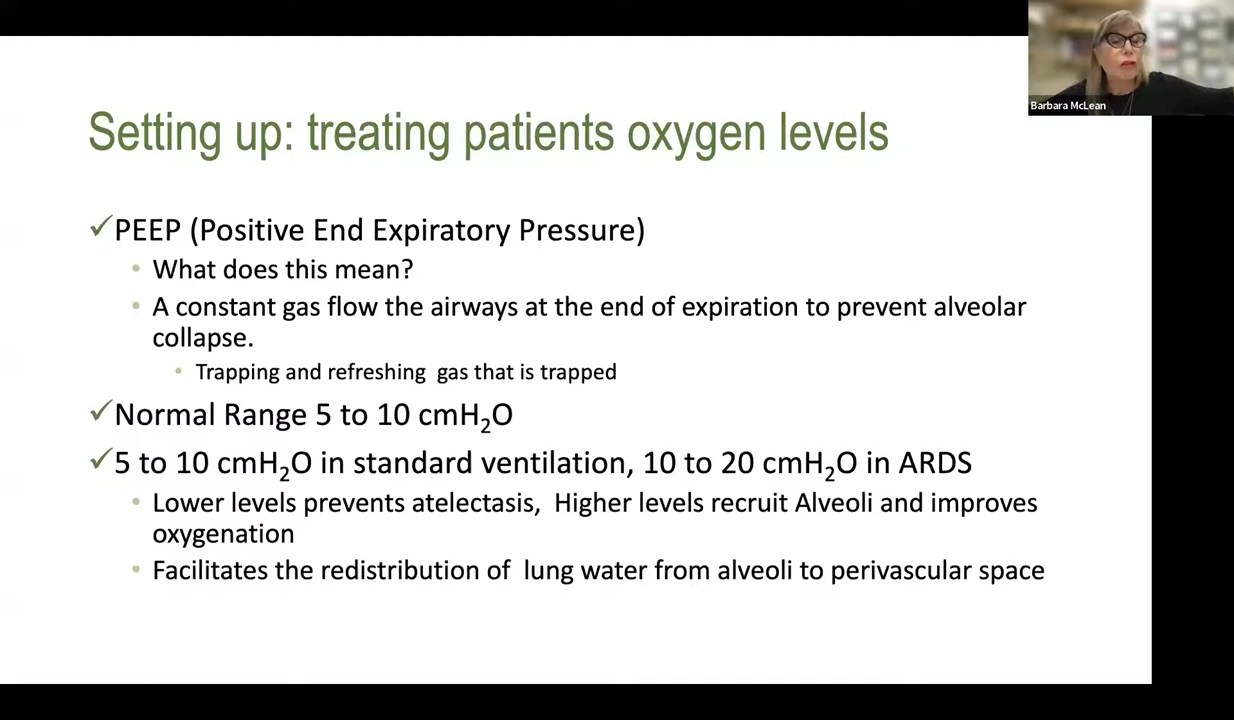 Barbara McLean
Setting up: treating patients oxygen levels
✓PEEP (Positive End Expiratory Pressure)
• What does this mean?
• A constant gas flow the airways at the end of expiration to prevent alveolar
collapse.
• Trapping and refreshing gas that is trapped
✓Normal Range 5 to 10 cmH₂O
✓5 to 10 cmH₂O in standard ventilation, 10 to 20 cmH₂O in ARDS
• Lower levels prevents atelectasis, Higher levels recruit Alveoli and improves
oxygenation
• Facilitates the redistribution of lung water from alveoli to perivascular space